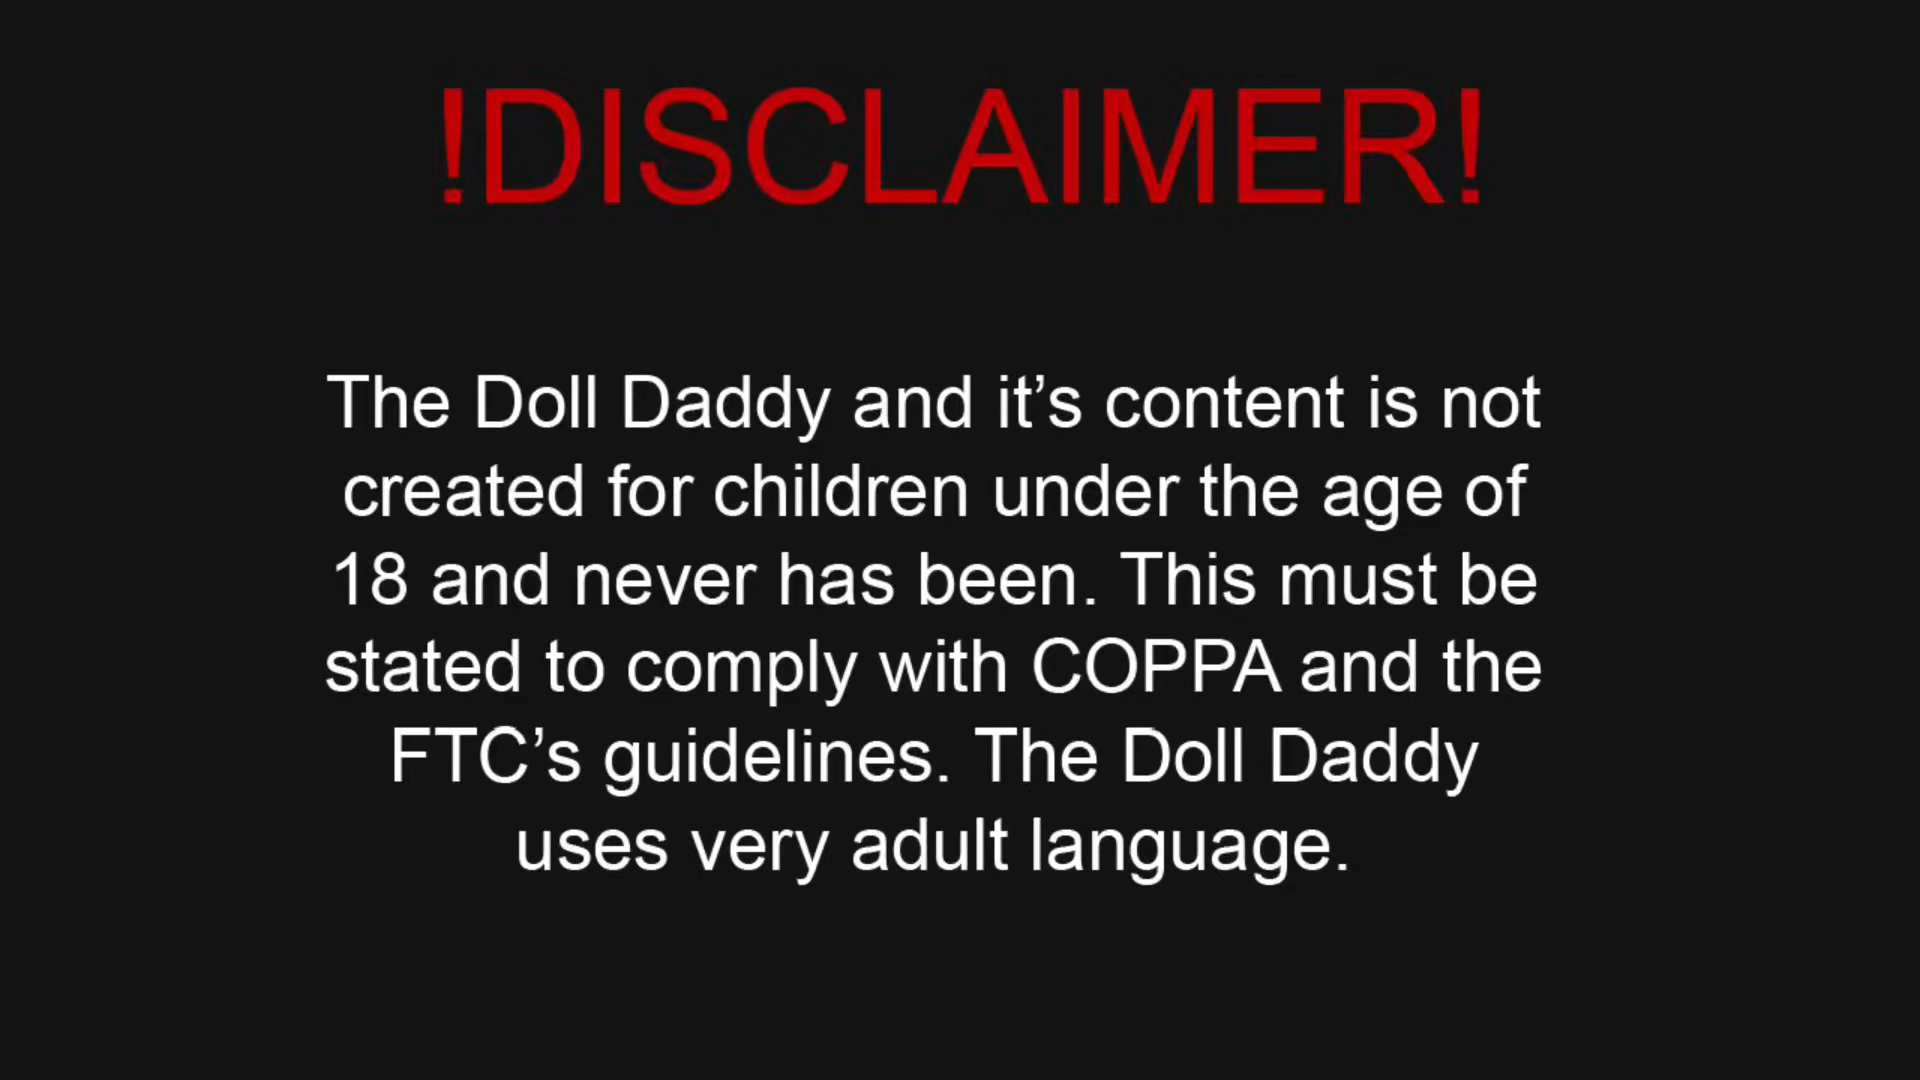 !DISCLAIMER!
The Doll Daddy and it’s content is not
created for children under the age of
18 and never has been. This must be
stated to comply with COPPA and the
FTC’s guidelines. The Doll Daddy
uses very adult language.